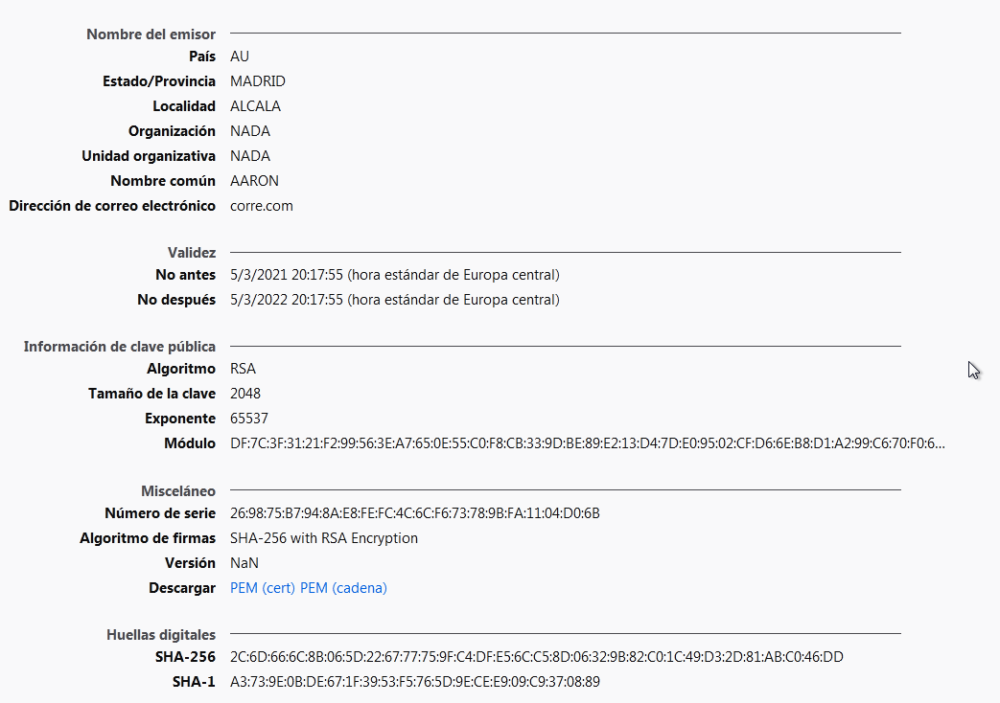 Nombre del emisor
País AU
Estado/Provincia MADRID
Localidad ALCALA
Organización NADA
Unidad organizativa NADA
Nombre común AARON
Dirección de correo electrónico corre.com
Validez
No antes 5/3/2021 20:17:55 (hora estándar de Europa central)
No después 5/3/2022 20:17:55 (hora estándar de Europa central)
Información de clave pública
Algoritmo RSA
Tamaño de la clave 2048
Exponente 65537
Módulo DF:7C:3F:31:21:F2:99:56:3E:A7:65:0E:55:C0:F8:CB:33:9D:BE:89:E2:13:D4:7D:E0:95:02:CF:D6:6E:B8:D1:A2:99:C6:70:F0:6...
Misceláneo
Número de serie 26:98:75:B7:94:8A:E8:FE:FC:4C:6C:F6:73:78:9B:FA:11:04:D0:6B
Algoritmo de firmas SHA-256 with RSA Encryption
Versión NaN
Descargar PEM (cert) PEM (cadena)
Huellas digitales
SHA-256 2C:6D:66:6C:8B:06:5D:22:67:77:75:9F:C4:DF:E5:6C:C5:8D:06:32:9B:82:C0:1C:49:D3:2D:81:AB:C0:46:DD
SHA-1 A3:73:9E:0B:DE:67:1F:39:53:F5:76:5D:9E:CE:E9:09:C9:37:08:89